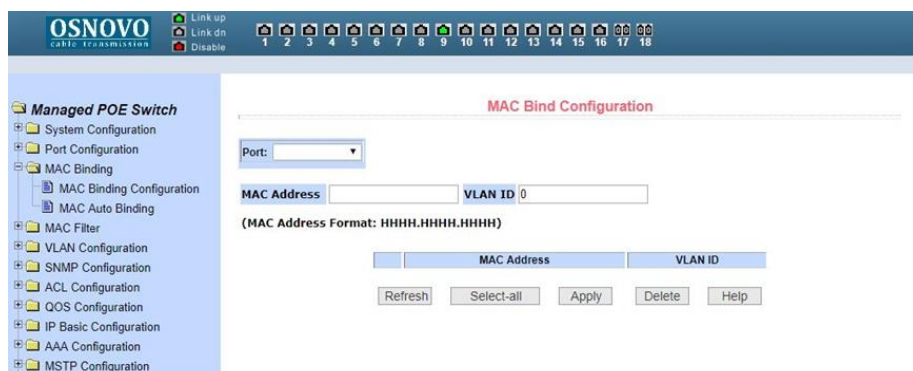 OSNOVO
cable transmission
Link up
Link dn
Disable
1 2 3 4 5 6 7 8 9 10 11 12 13 14 15 16 17 18
Managed POE Switch
System Configuration
Port Configuration
MAC Binding
MAC Binding Configuration
MAC Auto Binding
MAC Filter
VLAN Configuration
SNMP Configuration
ACL Configuration
QOS Configuration
IP Basic Configuration
AAA Configuration
MSTP Configuration
MAC Bind Configuration
Port:
MAC Address VLAN ID 0
(MAC Address Format: HHHH.HHHH.HHHH)
MAC Address VLAN ID
Refresh Select-all Apply Delete Help